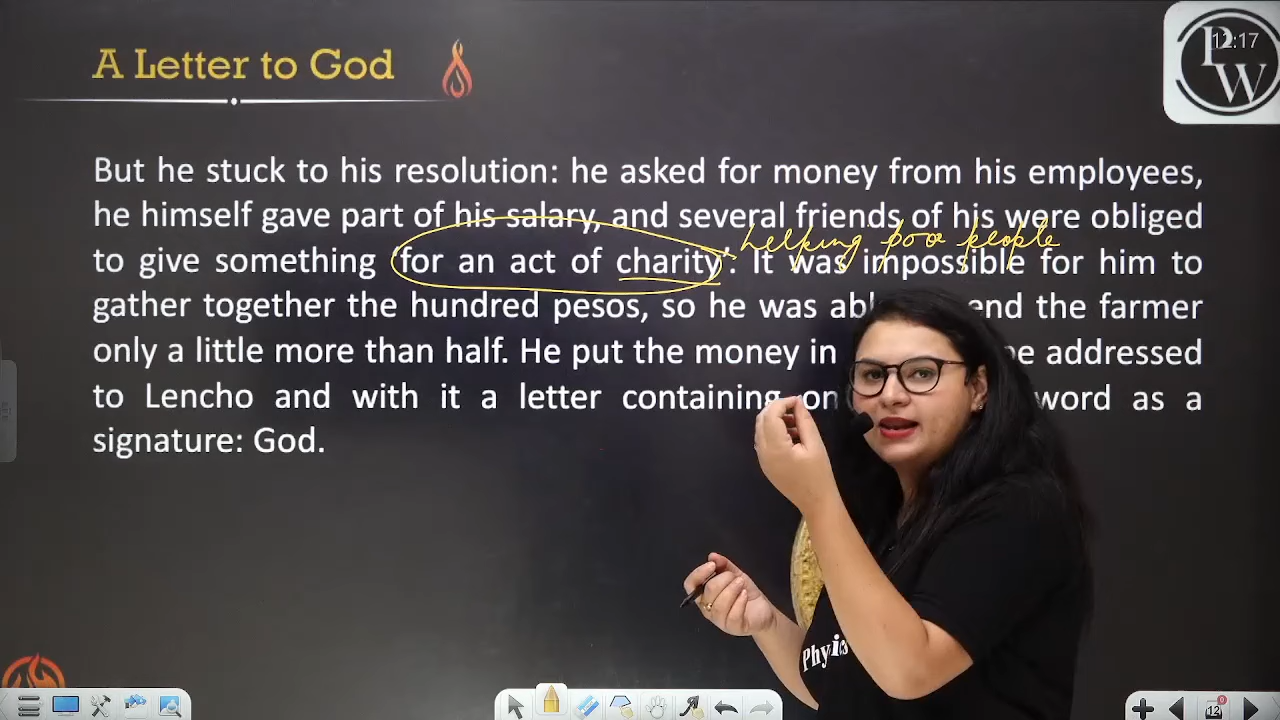 A Letter to God
PW
12:17
But he stuck to his resolution: he asked for money from his employees,
he himself gave part of his salary, and several friends of his were obliged
helping poor people
to give something ‘for an act of charity’. It was impossible for him to
gather together the hundred pesos, so he was end the farmer
only a little more than half. He put the money in addressed
to Lencho and with it a letter containing word as a
signature: God.
Physics
12